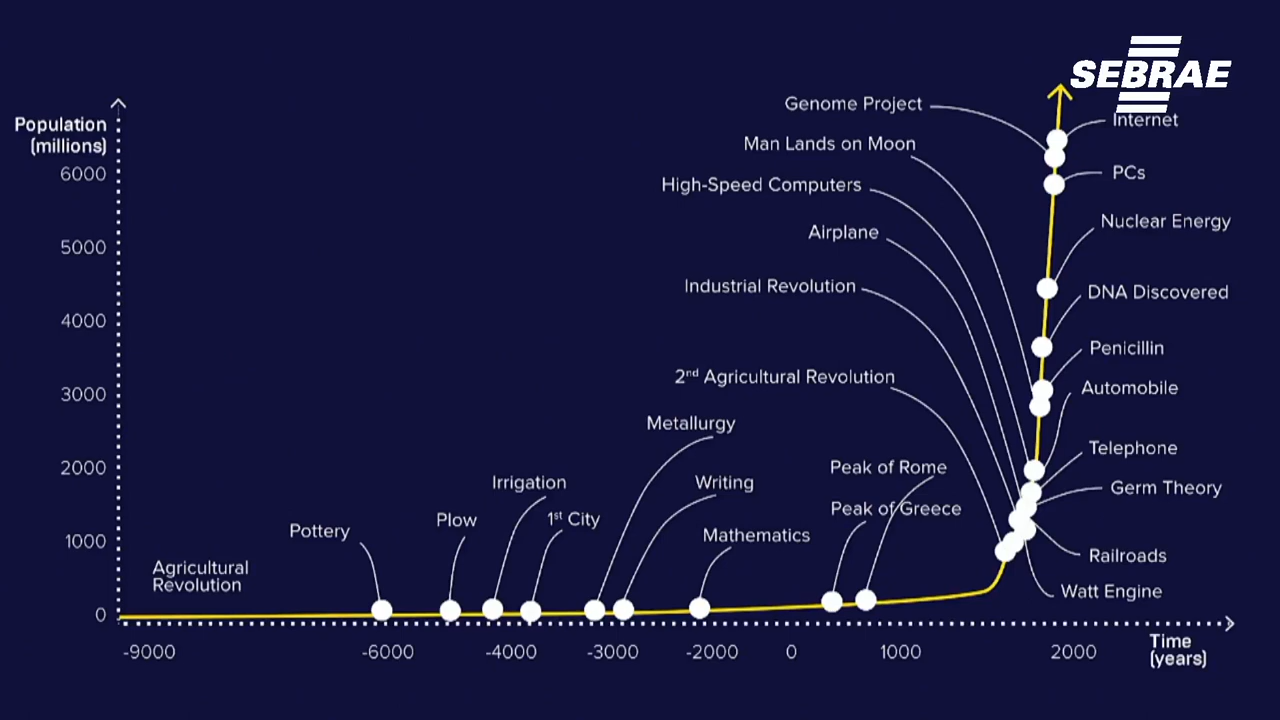 SEBRAE
Population
(millions)
6000
5000
4000
3000
2000
1000
0
Genome Project
Internet
Man Lands on Moon
PCs
High-Speed Computers
Nuclear Energy
Airplane
Industrial Revolution
DNA Discovered
Penicillin
2nd Agricultural Revolution
Automobile
Metallurgy
Telephone
Peak of Rome
Irrigation
Writing
Germ Theory
Peak of Greece
Plow
1st City
Pottery
Mathematics
Railroads
Agricultural
Revolution
Watt Engine
-9000
-6000
-4000
-3000
-2000
0
1000
2000
Time
(years)